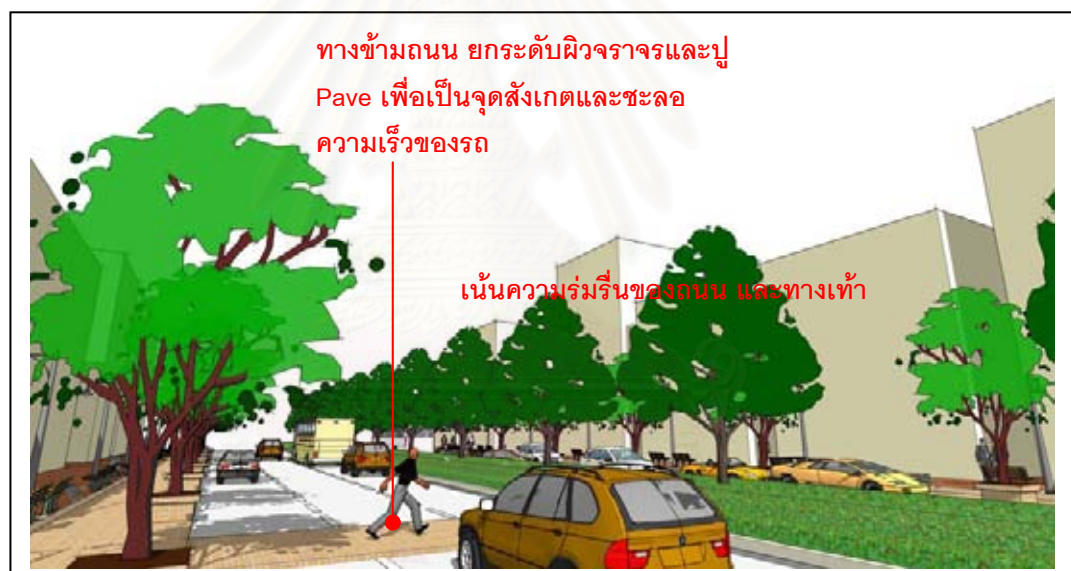 ทางข้ามถนน ยกระดับผิวจราจรและปู
Pave เพื่อเป็นจุดสังเกตและชะลอ
ความเร็วของรถ
เน้นความร่มรื่นของถนน และทางเท้า